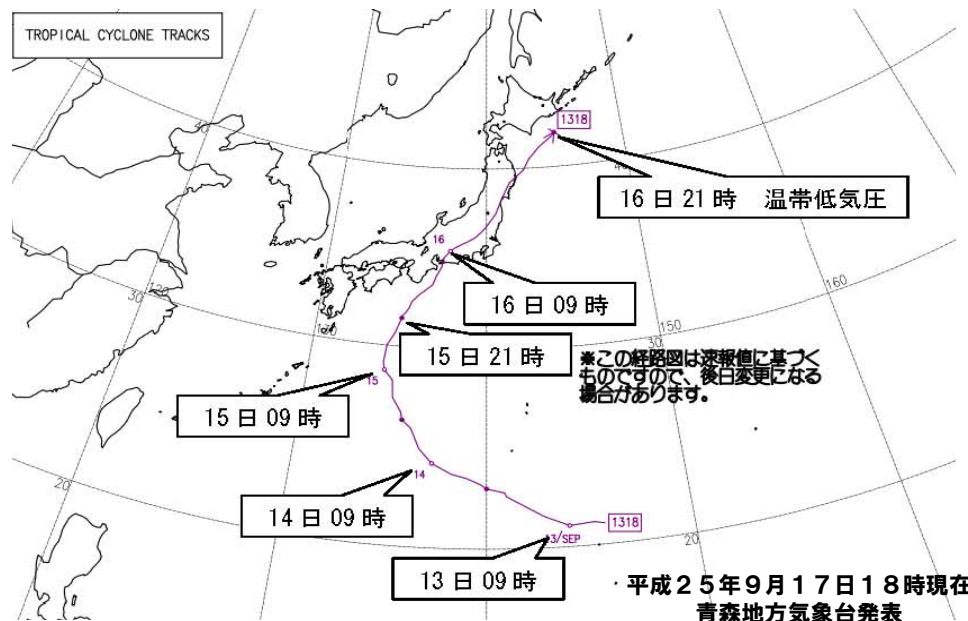 TROPICAL CYCLONE TRACKS
1318
40
16日21時 温帯低気圧
16
160
16日09時
30
150
30
15日21時
※この経路図は速報値に基づく
ものですので、後日変更になる
場合があります。
15
15日09時
14
20
14日09時
1318
3/SEP
20
13日09時
平成25年9月17日18時現在
青森地方気象台発表